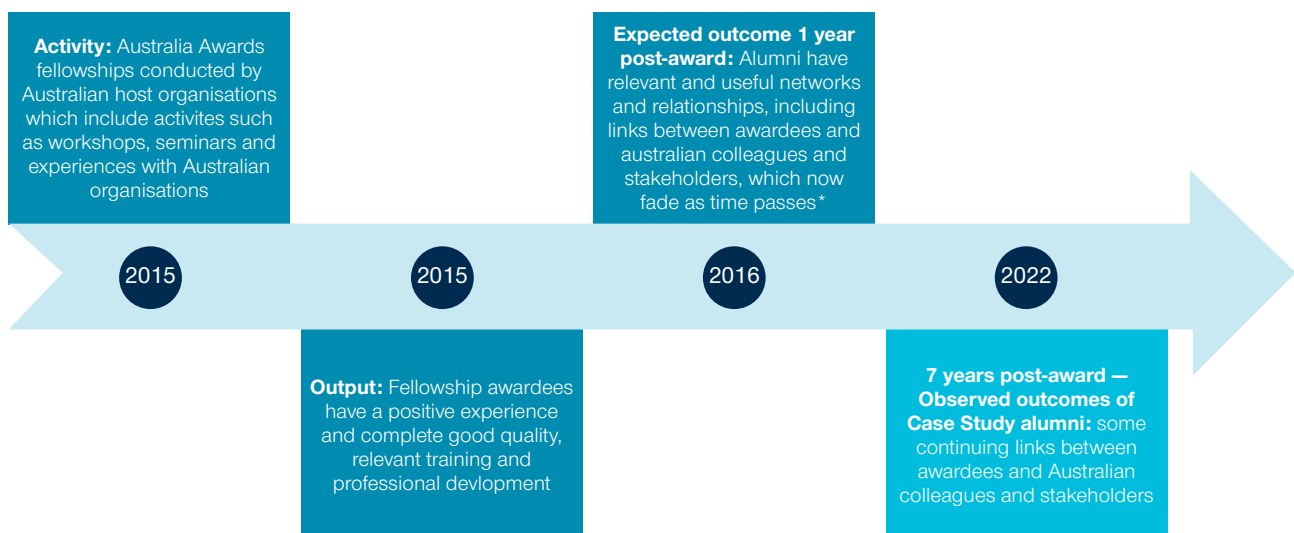 Activity: Australia Awards
fellowships conducted by
Australian host organisations
which include activites such
as workshops, seminars and
experiences with Australian
organisations
2015
2015
Output: Fellowship awardees
have a positive experience
and complete good quality,
relevant training and
professional devlopment
Expected outcome 1 year
post-award: Alumni have
relevant and useful networks
and relationships, including
links between awardees and
australian colleagues and
stakeholders, which now
fade as time passes*
2016
2022
7 years post-award —
Observed outcomes of
Case Study alumni: some
continuing links between
awardees and Australian
colleagues and stakeholders